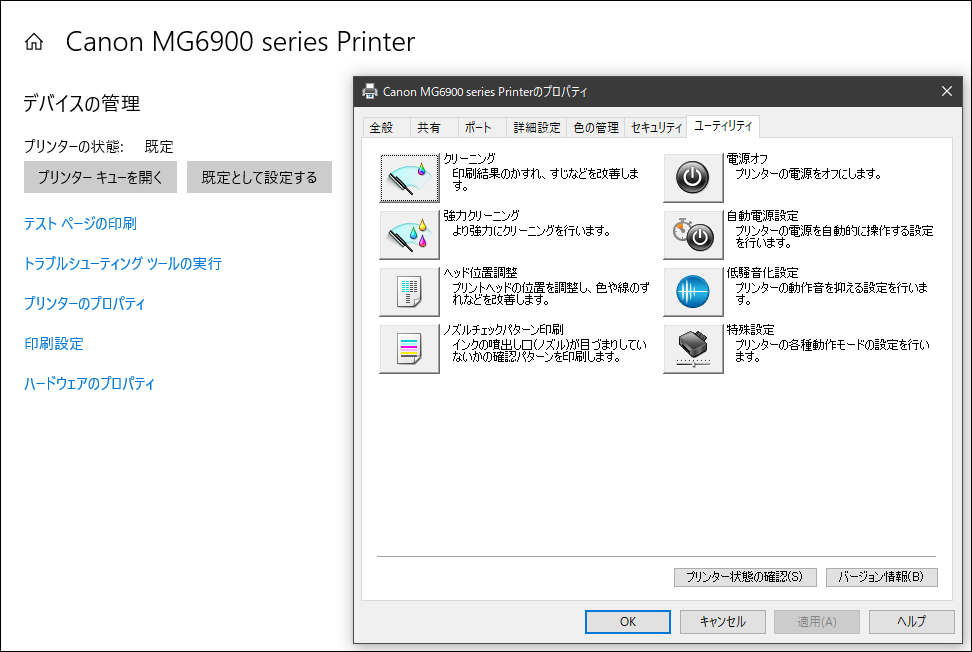 Canon MG6900 series Printer
デバイスの管理
プリンターの状態: 既定
プリンター キューを開く
既定として設定する
テスト ページの印刷
トラブルシューティング ツールの実行
プリンターのプロパティ
印刷設定
ハードウェアのプロパティ
Canon MG6900 series Printerのプロパティ
全般 共有 ポート 詳細設定 色の管理 セキュリティ ユーティリティ
クリーニング
印刷結果のかすれ、すじなどを改善しま
す。
強力クリーニング
より強力にクリーニングを行います。
ヘッド位置調整
プリントヘッドの位置を調整し、色や線のず
れなどを改善します。
ノズルチェックパターン印刷
インクの噴出し口(ノズル)が目づまりしてい
ないかの確認パターンを印刷します。
電源オフ
プリンターの電源をオフにします。
自動電源設定
プリンターの電源を自動的に操作する設定
を行います。
低騒音化設定
プリンターの動作音を抑える設定を行いま
す。
特殊設定
プリンターの各種動作モードの設定を行い
ます。
プリンター状態の確認(S)
バージョン情報(B)
OK
キャンセル
適用(A)
ヘルプ